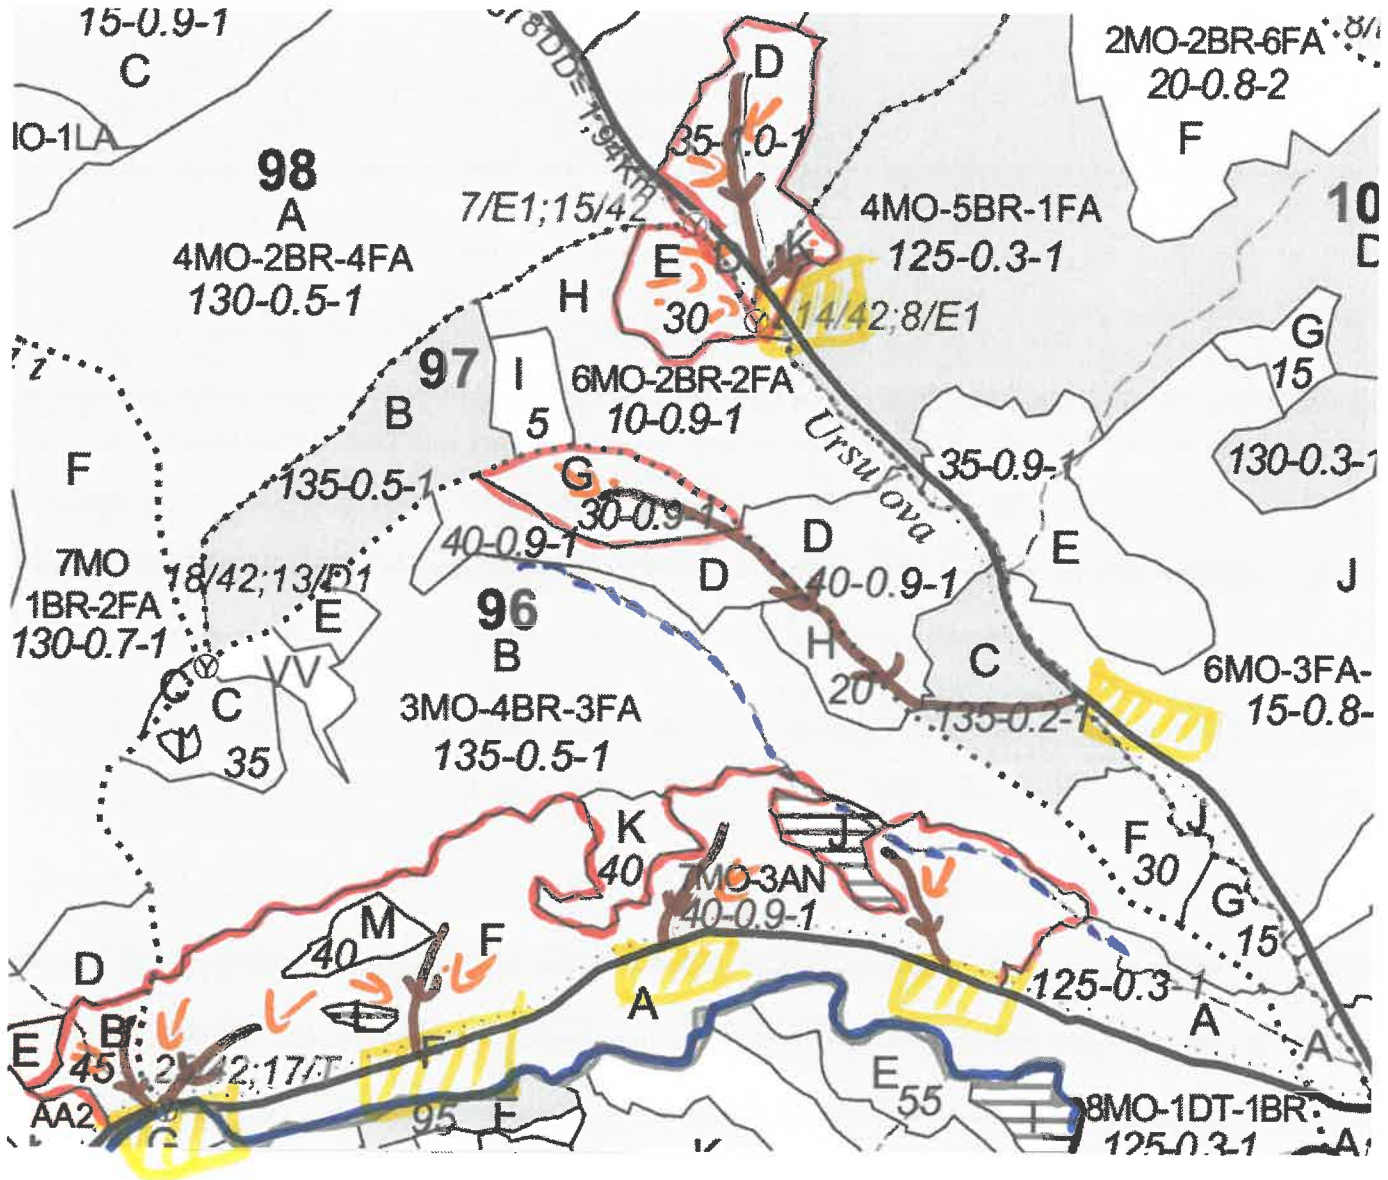 15-0.9-1
C
98
A
4MO-2BR-4FA
130-0.5-1
7/E1;15/42
D
35-1.0-1
K
4MO-5BR-1FA
125-0.3-1
2MO-2BR-6FA
20-0.8-2
F
10
D
E
30
D
H
14/42;8/E1
G
15
97
B
I
5
6MO-2BR-2FA
10-0.9-1
135-0.5-1
F
G
30-0.9-1
35-0.9-1
130-0.3-1
40-0.9-1
D
D
40-0.9-1
E
J
7MO
1BR-2FA
130-0.7-1
18/42;13/D1
E
96
B
H
20
C
VV
C
C
35
3MO-4BR-3FA
135-0.5-1
135-0.2-1
6MO-3FA-
15-0.8-
K
40
J
7MO-3AN
40-0.9-1
J
F
30
G
15
M
40
F
D
L
A
125-0.3-1
A
A
E
B
45
F
AA2
95
F
E
55
I
8MO-1DT-1BR
125-0.3-1
A
K